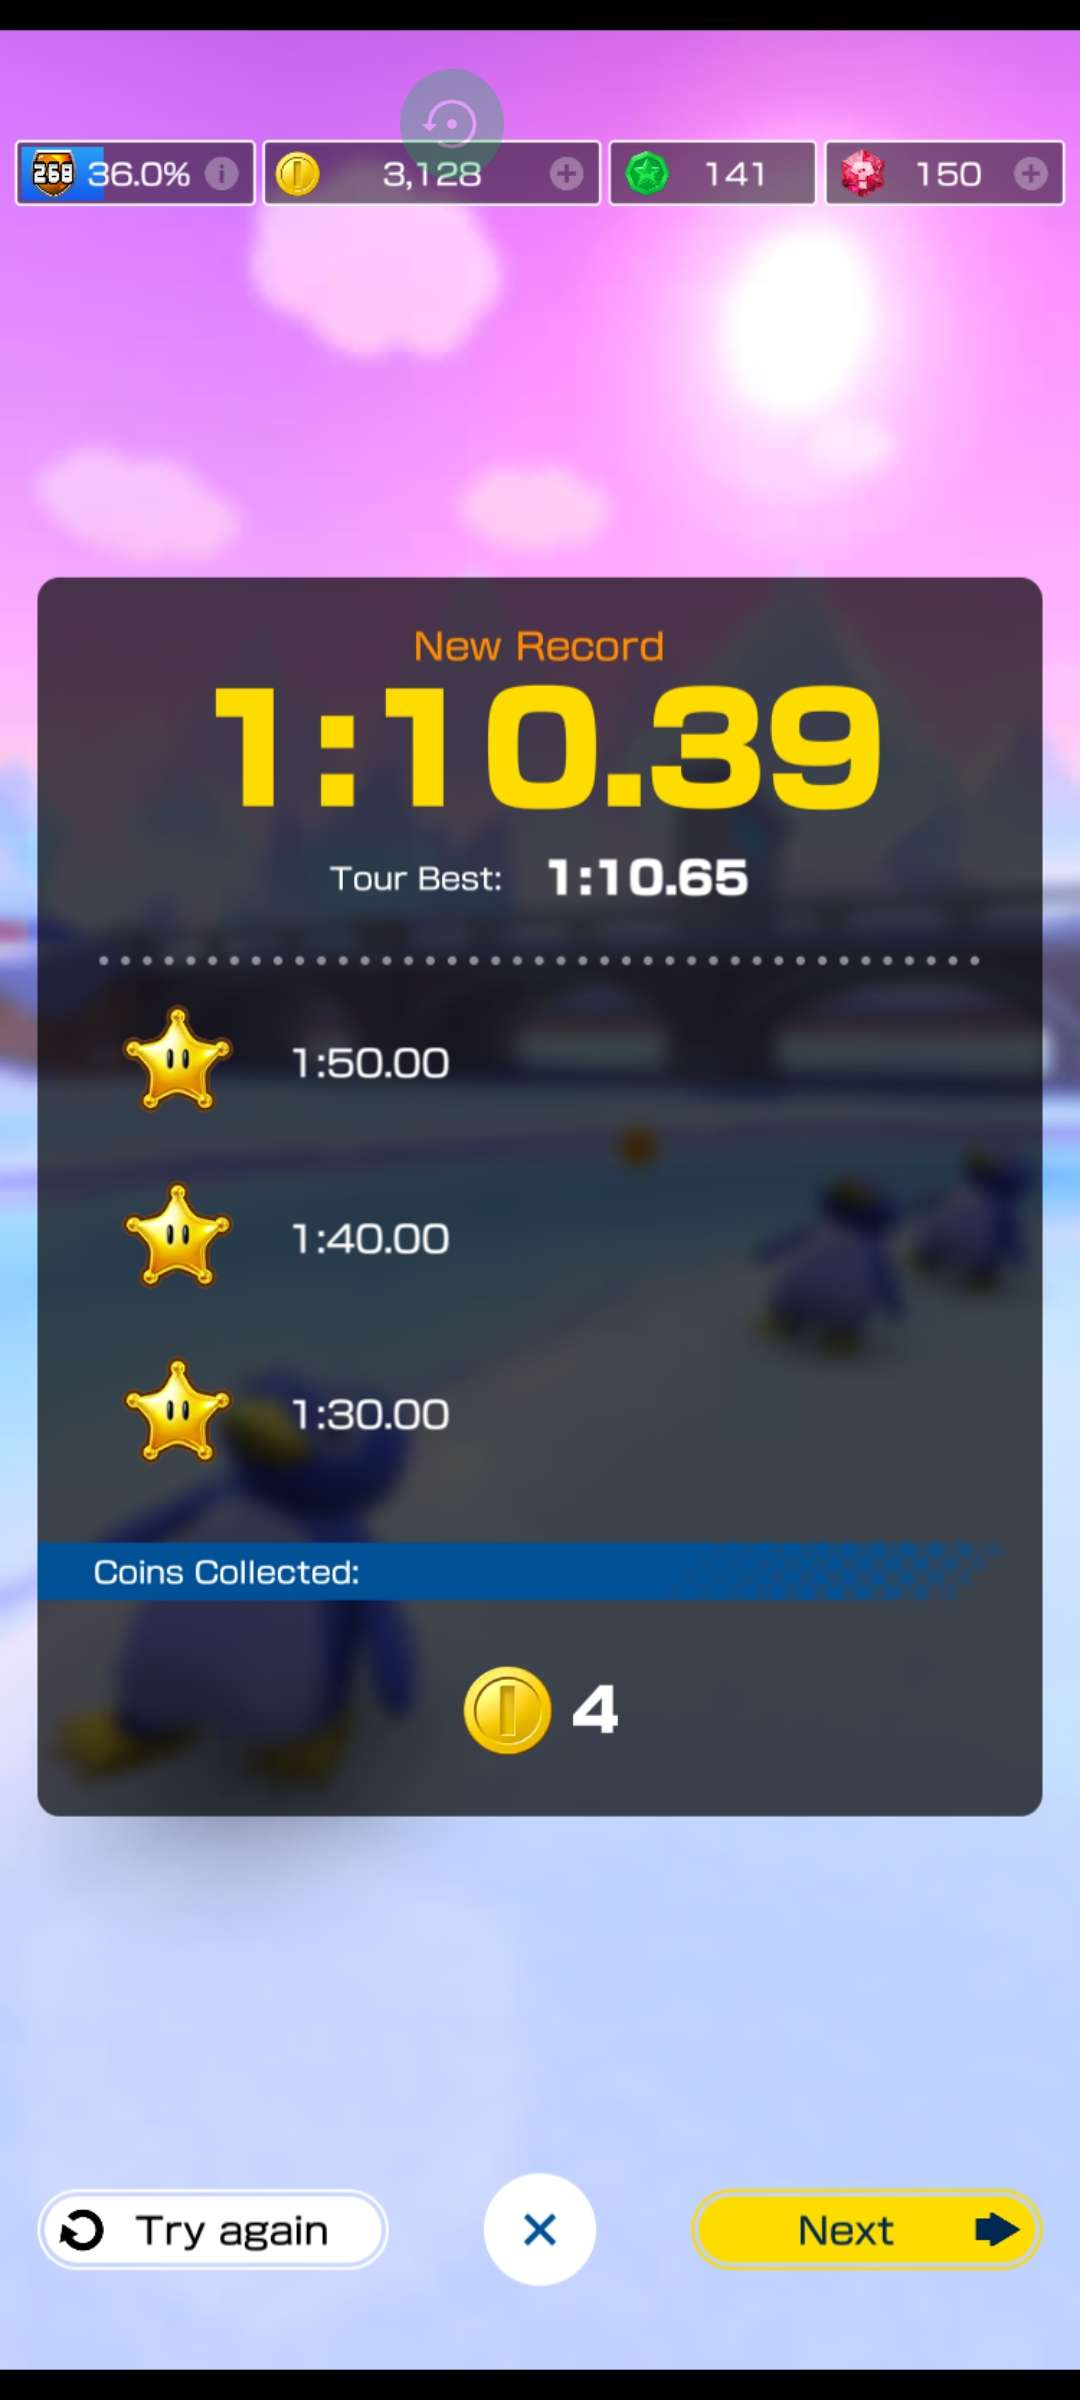 268 36.0% 3,128 141 150
New Record
1:10.39
Tour Best: 1:10.65
1:50.00
1:40.00
1:30.00
Coins Collected:
4
Try again
Next